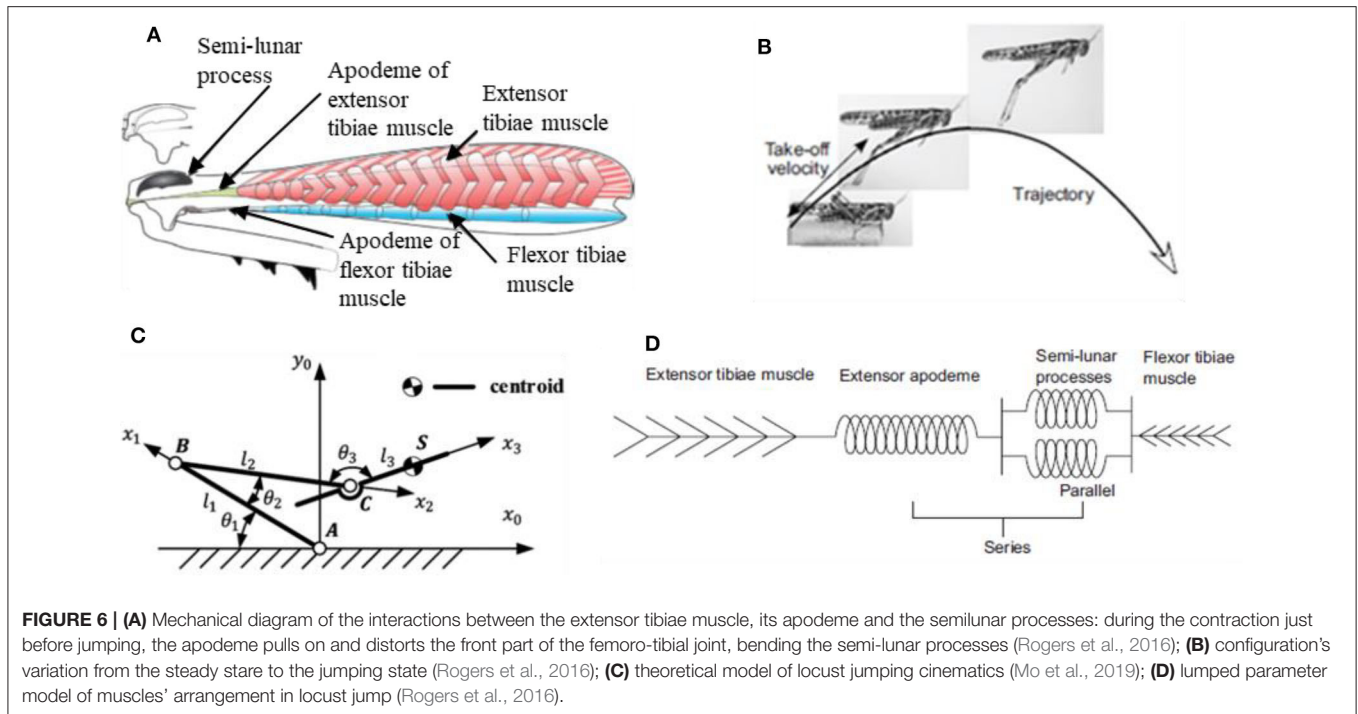 A
Semi-lunar
process
Apodeme of
extensor
tibiae muscle
Extensor
tibiae muscle
Apodeme of
flexor tibiae
muscle
Flexor tibiae
muscle
B
Take-off
velocity
Trajectory
C
y₀
centroid
x₁
B
l₂
θ₃
l₃
S
x₃
l₁
θ₂
C
x₂
θ₁
A
x₀
D
Extensor tibiae muscle
Extensor apodeme
Semi-lunar
processes
Flexor tibiae
muscle
Parallel
Series
FIGURE 6 | (A) Mechanical diagram of the interactions between the extensor tibiae muscle, its apodeme and the semilunar processes: during the contraction just
before jumping, the apodeme pulls on and distorts the front part of the femoro-tibial joint, bending the semi-lunar processes (Rogers et al., 2016); (B) configuration's
variation from the steady stare to the jumping state (Rogers et al., 2016); (C) theoretical model of locust jumping cinematics (Mo et al., 2019); (D) lumped parameter
model of muscles' arrangement in locust jump (Rogers et al., 2016).